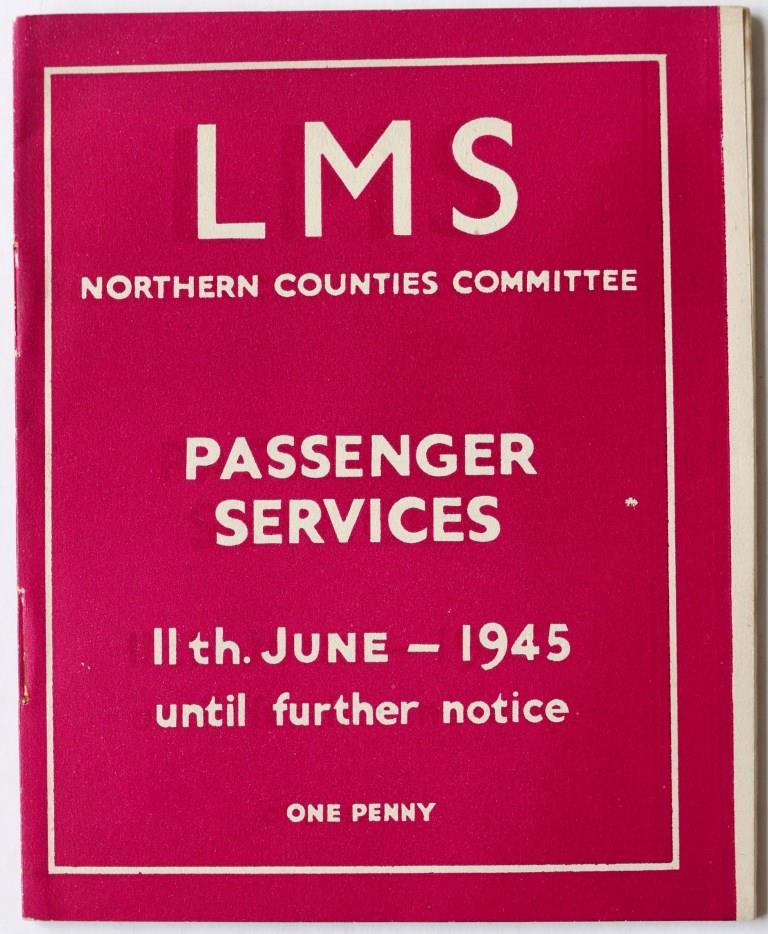 LMS
NORTHERN COUNTIES COMMITTEE
PASSENGER
SERVICES
11th. JUNE – 1945
until further notice
ONE PENNY